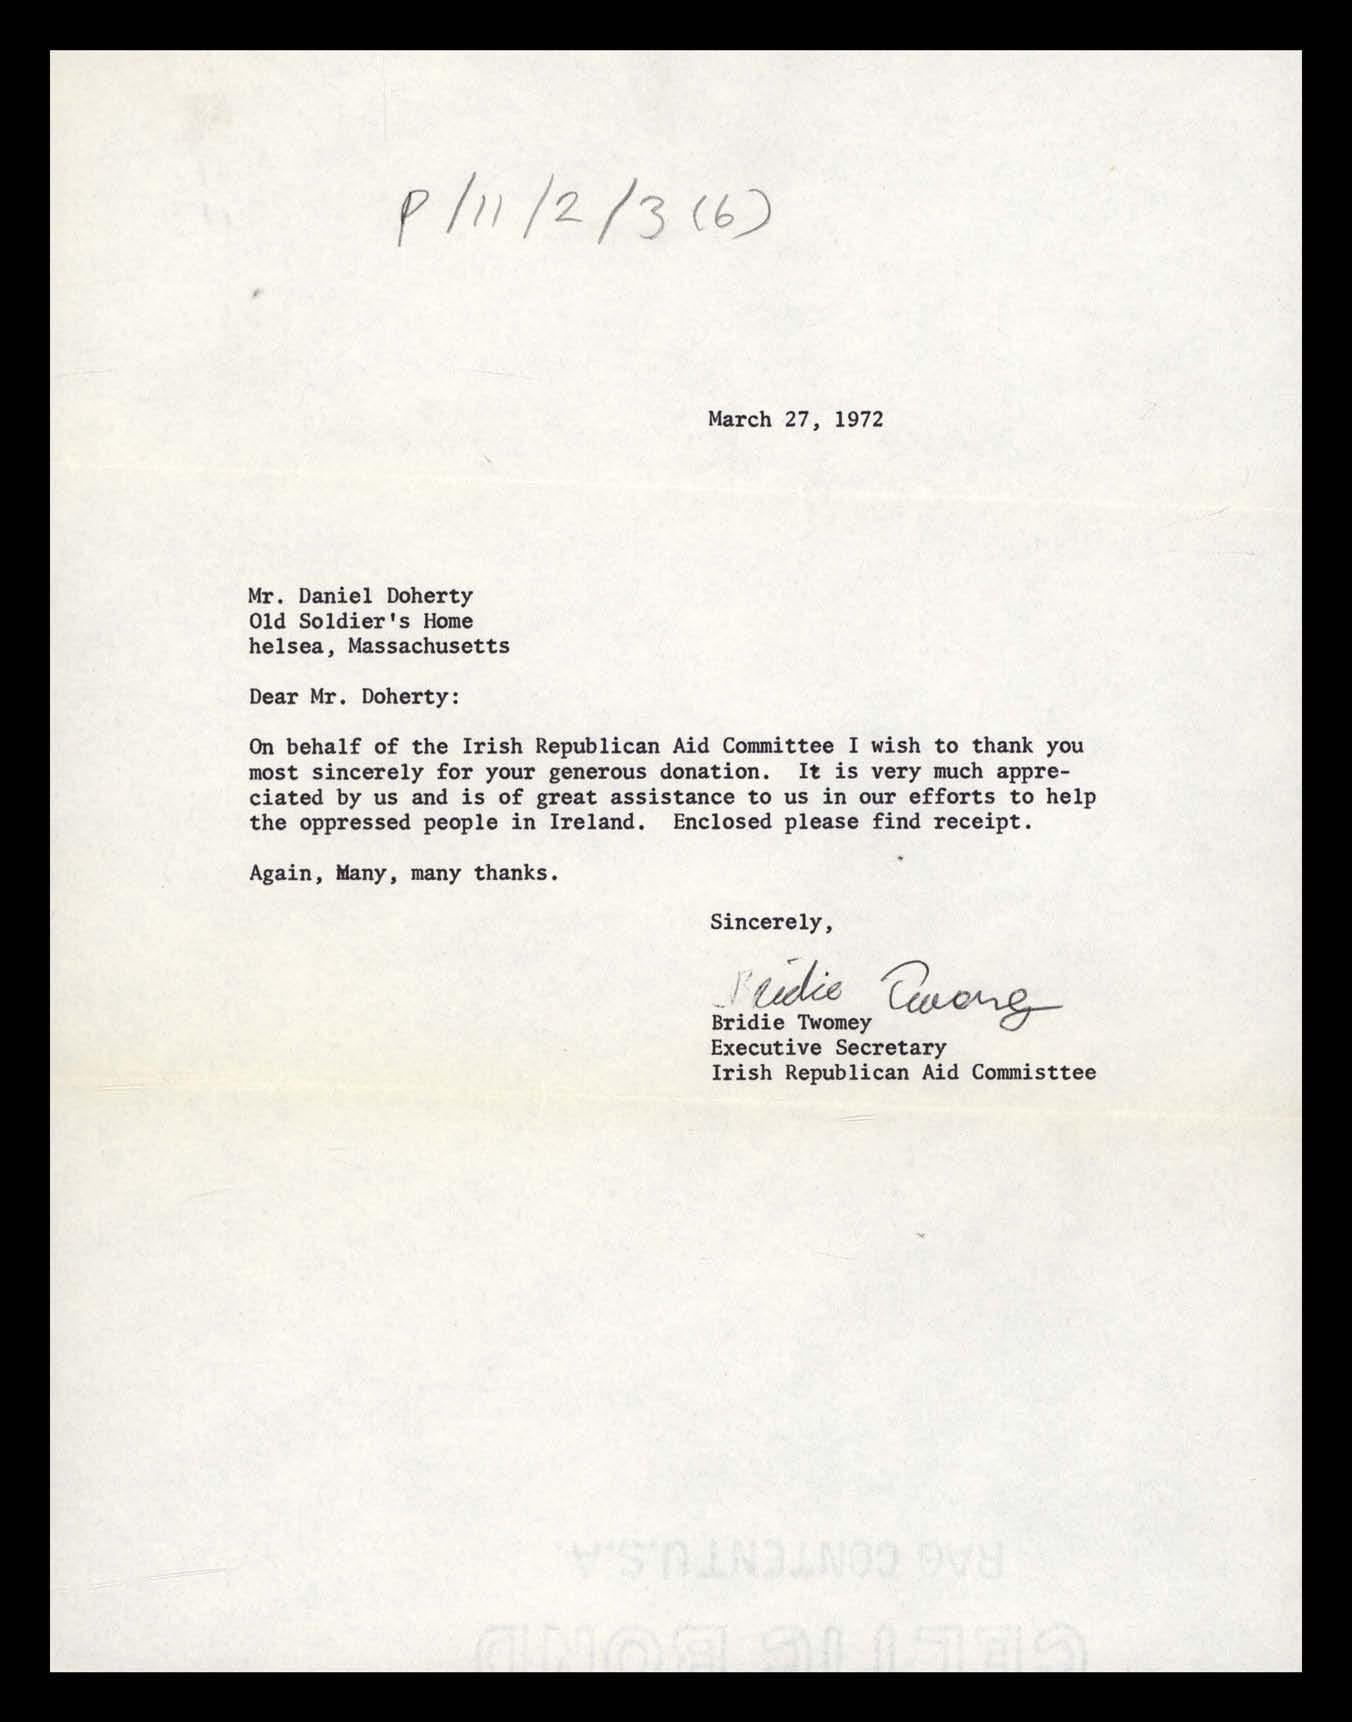 P/11/2/3(6)
March 27, 1972
Mr. Daniel Doherty
Old Soldier's Home
helsea, Massachusetts
Dear Mr. Doherty:
On behalf of the Irish Republican Aid Committee I wish to thank you
most sincerely for your generous donation.  It is very much appre-
ciated by us and is of great assistance to us in our efforts to help
the oppressed people in Ireland.  Enclosed please find receipt.
Again, Many, many thanks.
Sincerely,
Bridie Twomey
Bridie Twomey
Executive Secretary
Irish Republican Aid Commisttee
RAG CONTENT U.S.A.
BOND